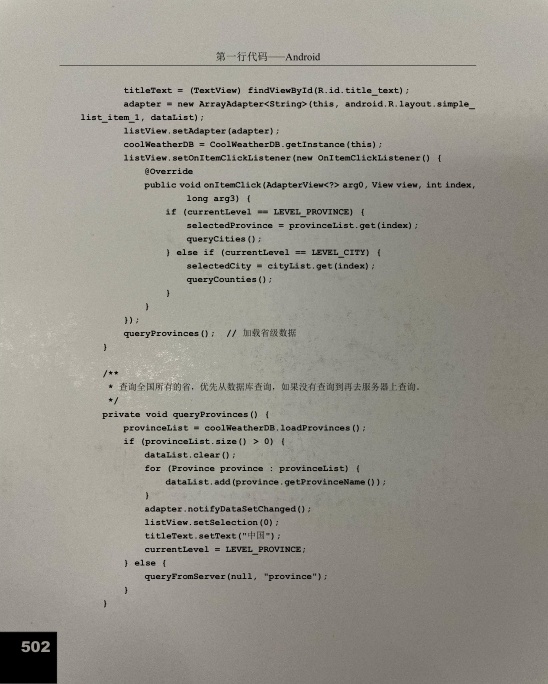 第一行代码——Android
titleText = (TextView) findViewById(R.id.title_text);
adapter = new ArrayAdapter<String>(this, android.R.layout.simple_
list_item_1, dataList);
listView.setAdapter(adapter);
coolWeatherDB = CoolWeatherDB.getInstance(this);
listView.setOnItemClickListener(new OnItemClickListener() {
@Override
public void onItemClick(AdapterView<?> arg0, View view, int index,
long arg3) {
if (currentLevel == LEVEL_PROVINCE) {
selectedProvince = provinceList.get(index);
queryCities();
} else if (currentLevel == LEVEL_CITY) {
selectedCity = cityList.get(index);
queryCounties();
}
}
});
queryProvinces(); // 加载省级数据
}
/**
* 查询全国所有的省，优先从数据库查询，如果没有查询到再去服务器上查询。
*/
private void queryProvinces() {
provinceList = coolWeatherDB.loadProvinces();
if (provinceList.size() > 0) {
dataList.clear();
for (Province province : provinceList) {
dataList.add(province.getProvinceName());
}
adapter.notifyDataSetChanged();
listView.setSelection(0);
titleText.setText("中国");
currentLevel = LEVEL_PROVINCE;
} else {
queryFromServer(null, "province");
}
}
502